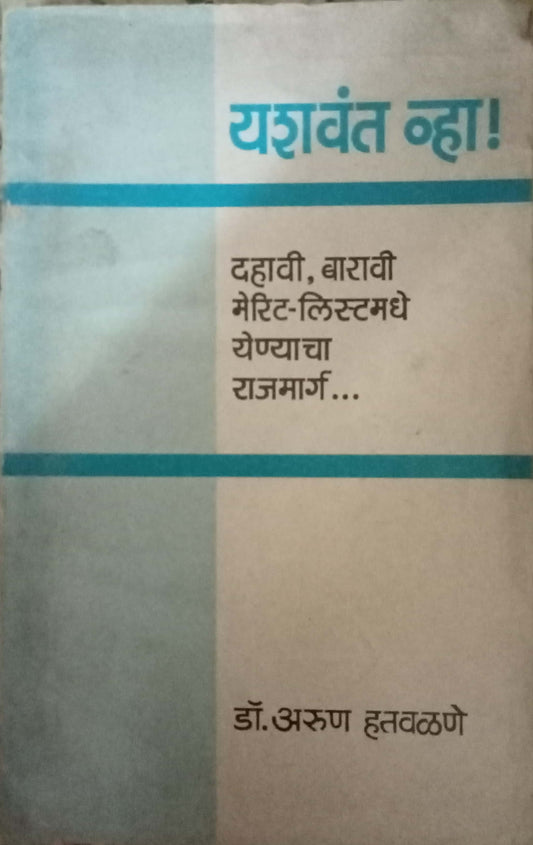 यशवंत व्हा!
दहावी, बारावी
मेरिट-लिस्टमधे
येण्याचा
राजमार्ग...
डॉ. अरुण हतवळणे